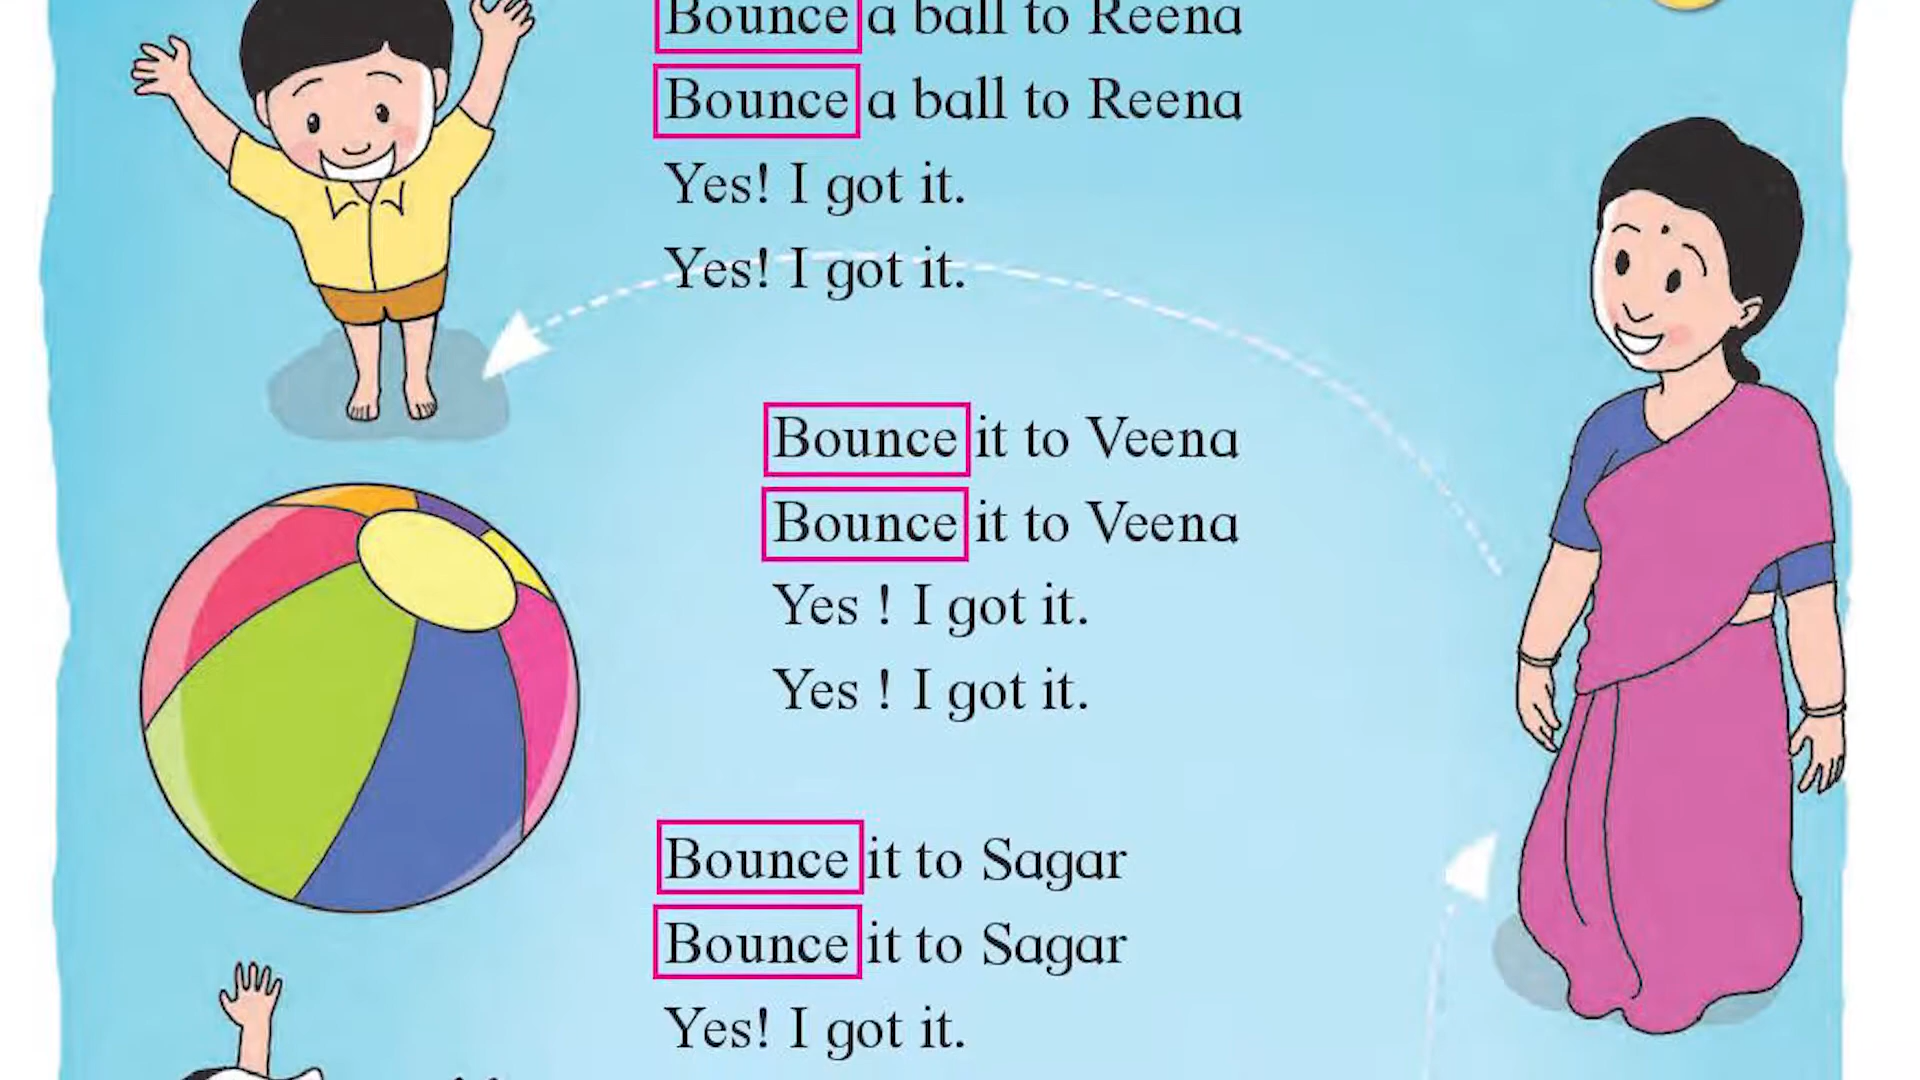 Bounce a ball to Reena
Bounce a ball to Reena
Yes! I got it.
Yes! I got it.
Bounce it to Veena
Bounce it to Veena
Yes ! I got it.
Yes ! I got it.
Bounce it to Sagar
Bounce it to Sagar
Yes! I got it.